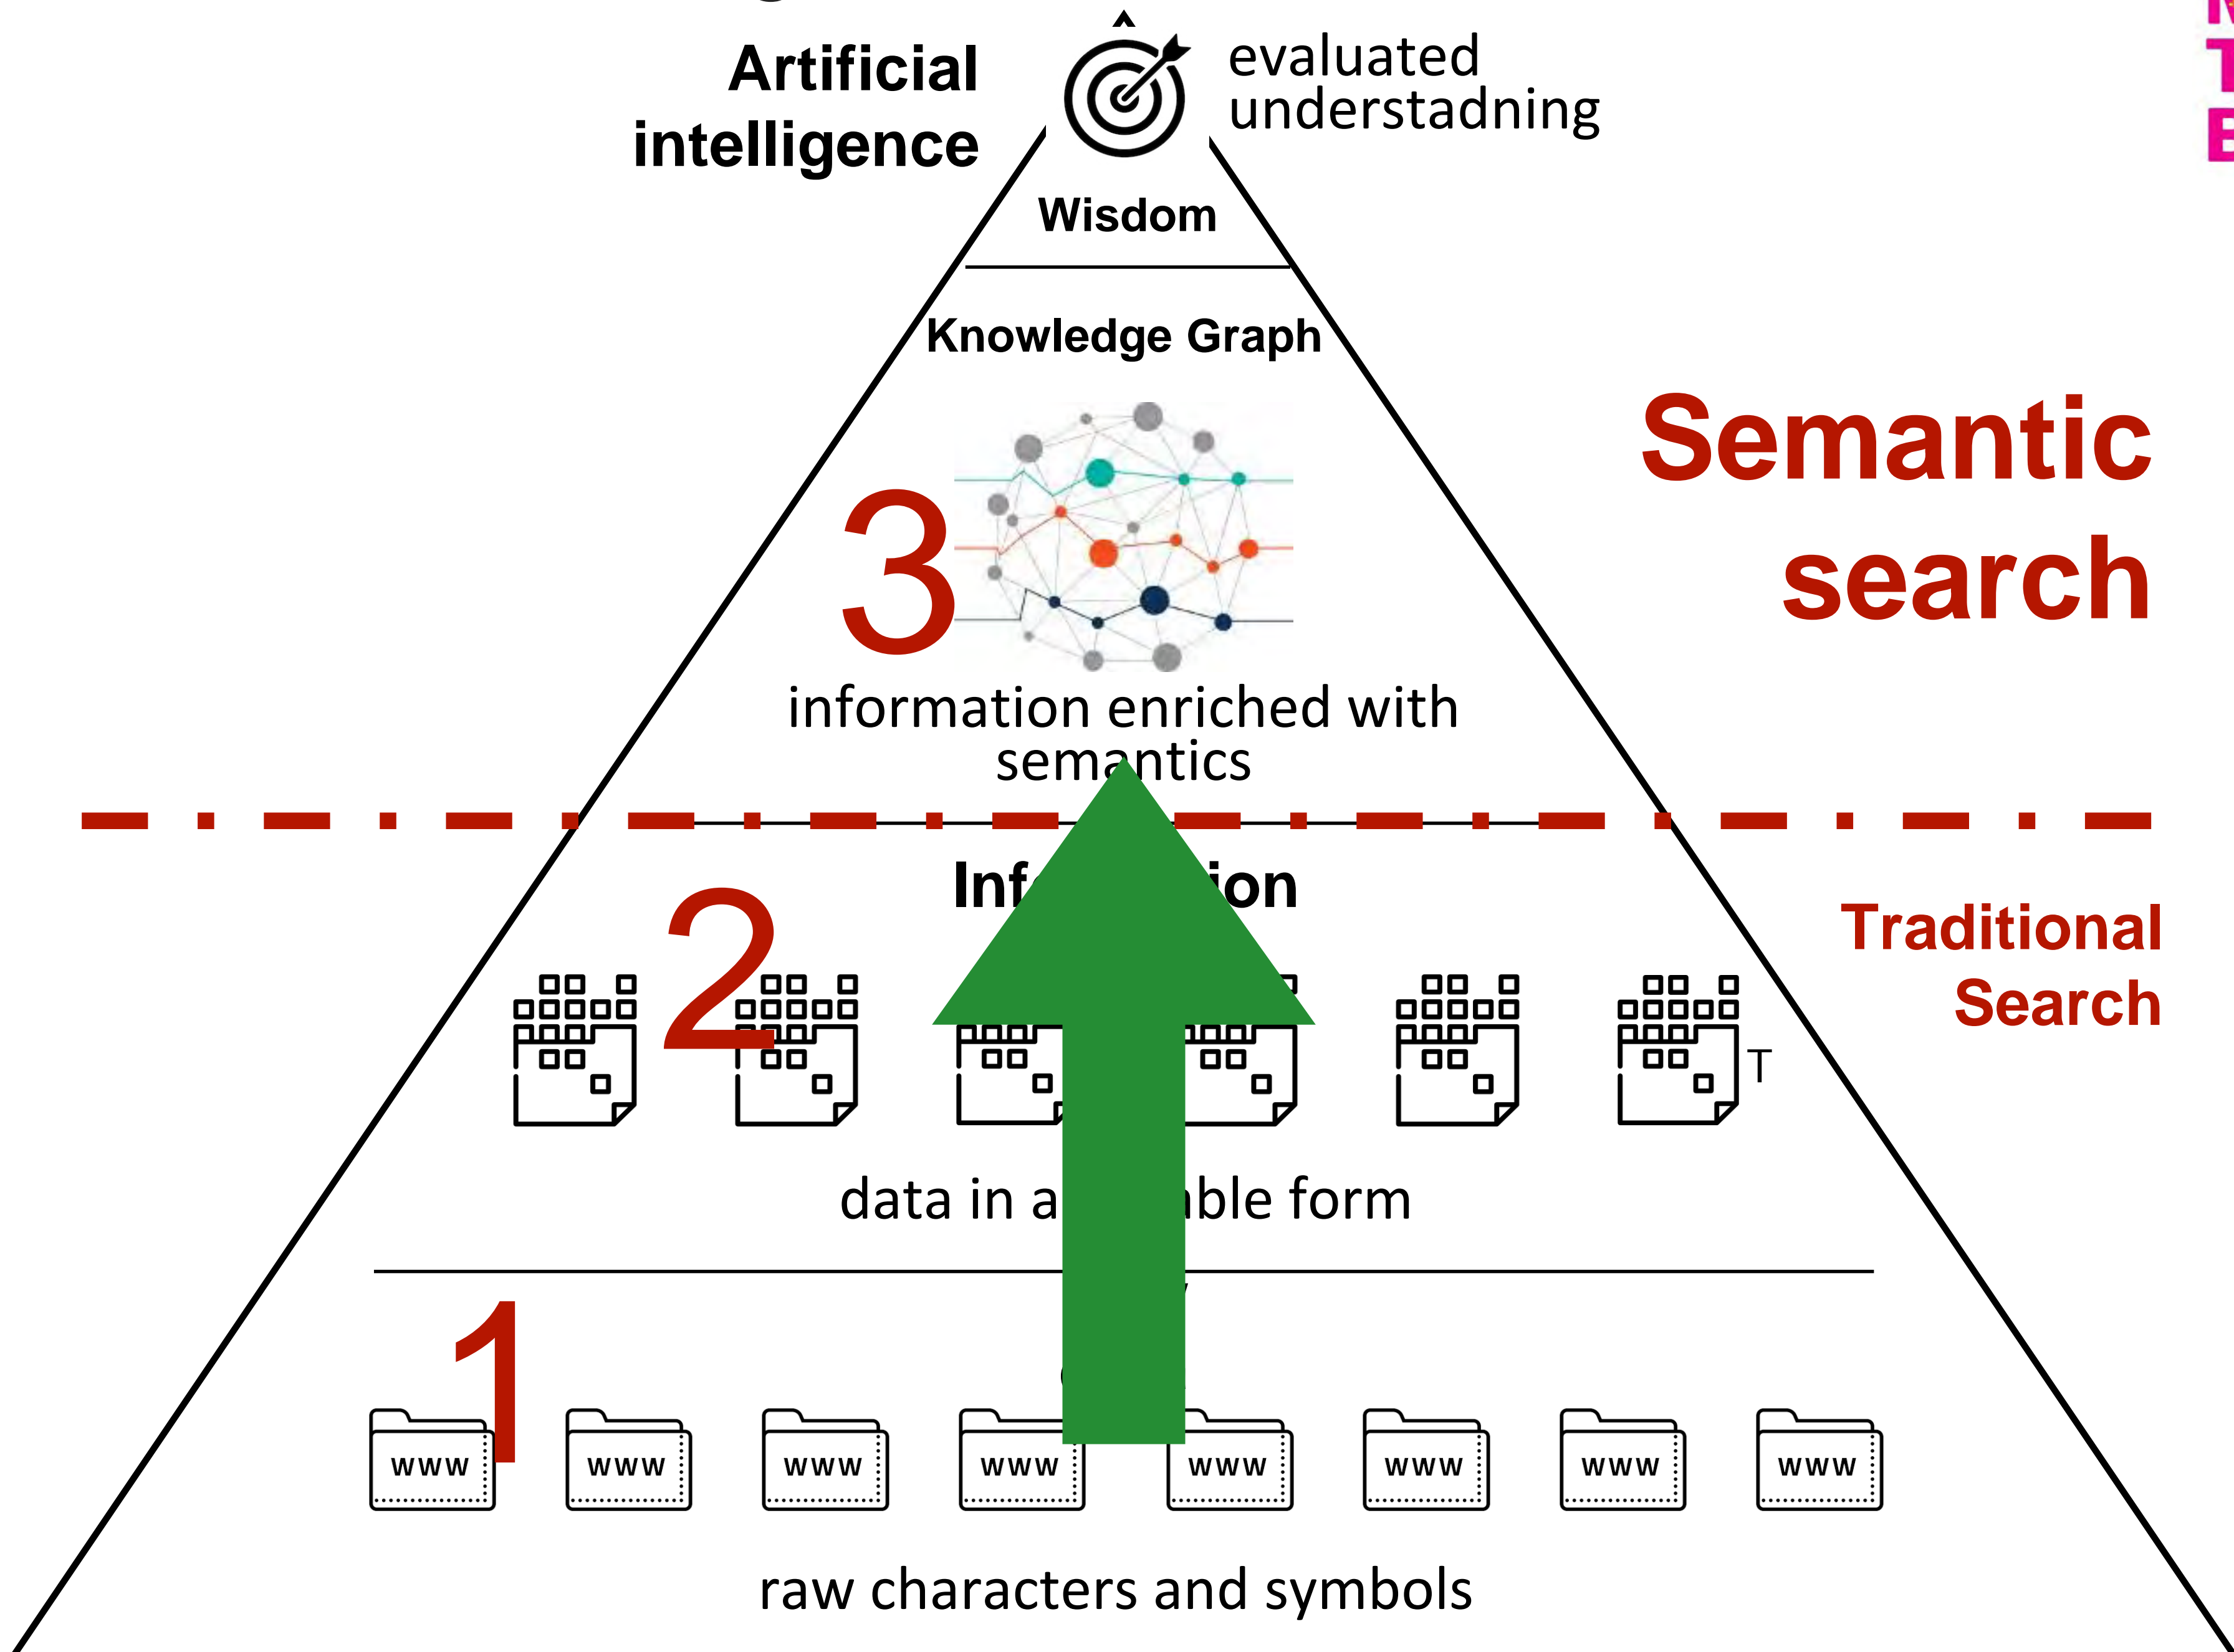 Artificial
intelligence
evaluated
understadning
Wisdom
Knowledge Graph
Semantic
search
3
information enriched with
semantics
2
Traditional
Search
T
data in a
form
1
www www www www www www www www
raw characters and symbols